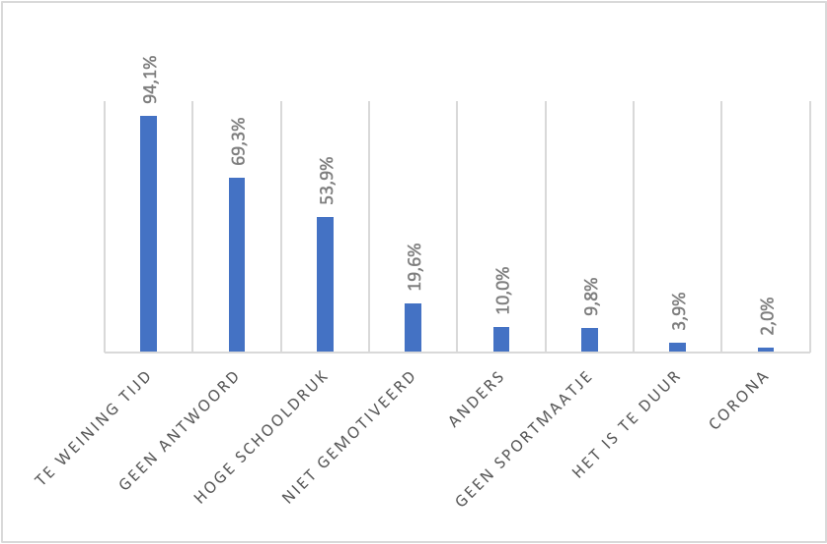 94,1%
69,3%
53,9%
19,6%
10,0%
9,8%
3,9%
2,0%
TE WEINING TIJD
GEEN ANTWOORD
HOGE SCHOOLDRUK
NIET GEMOTIVEERD
ANDERS
GEEN SPORTMAATJE
HET IS TE DUUR
CORONA